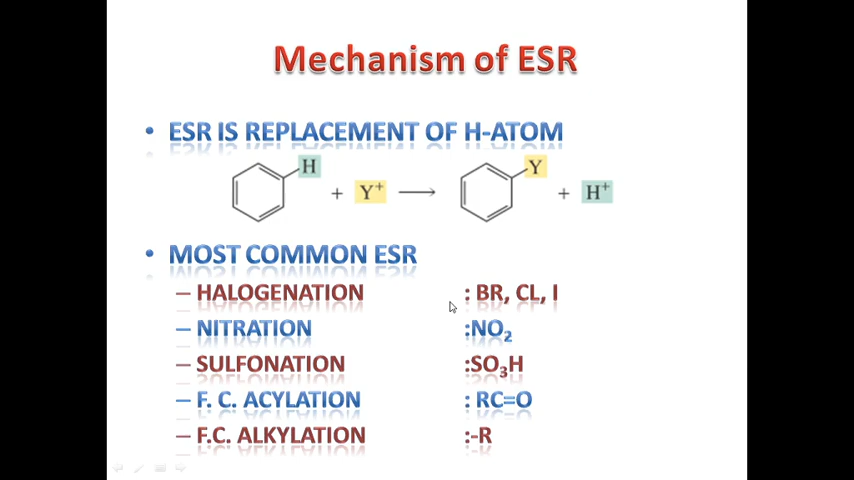 Mechanism of ESR
• ESR IS REPLACEMENT OF H-ATOM
H + Y⁺ ⟶ Y + H⁺
• MOST COMMON ESR
– HALOGENATION : BR, CL, I
– NITRATION :NO₂
– SULFONATION :SO₃H
– F. C. ACYLATION : RC=O
– F.C. ALKYLATION :-R